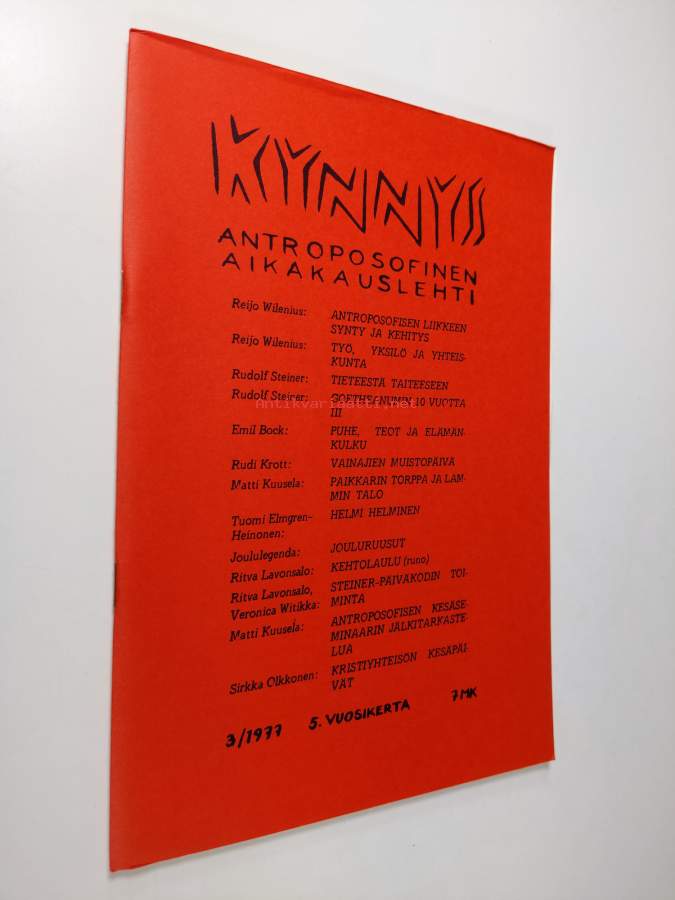 KYNNYS
ANTROPOSOFINEN
AIKAKAUSLEHTI
Reijo Wilenius: ANTROPOSOFISEN LIIKKEEN
SYNTY JA KEHITYS
Reijo Wilenius: TYÖ, YKSILÖ JA YHTEIS-
KUNTA
Rudolf Steiner: TIETEESTÄ TAITEESEEN
Rudolf Steiner: GOETHEANUMIN 10 VUOTTA
III
Antikvariaatti.net
Emil Bock: PUHE, TEOT JA ELÄMÄN-
KULKU
Rudi Krott: VAINAJIEN MUISTOPÄIVÄ
Matti Kuusela: PAIKKARIN TORPPA JA LAM-
MIN TALO
Tuomi Elmgren- HELMI HELMINEN
Heinonen:
Joululegenda: JOULURUUSUT
Ritva Lavonsalo: KEHTOLAULU (runo)
Ritva Lavonsalo, STEINER-PÄIVÄKODIN TOI-
Veronica Witikka: MINTA
Matti Kuusela: ANTROPOSOFISEN KESÄSE-
MINAARIN JÄLKITARKASTE-
LUA
Sirkka Olkkonen: KRISTIYHTEISÖN KESÄPÄI-
VÄT
3/1977 5. VUOSIKERTA 7 MK